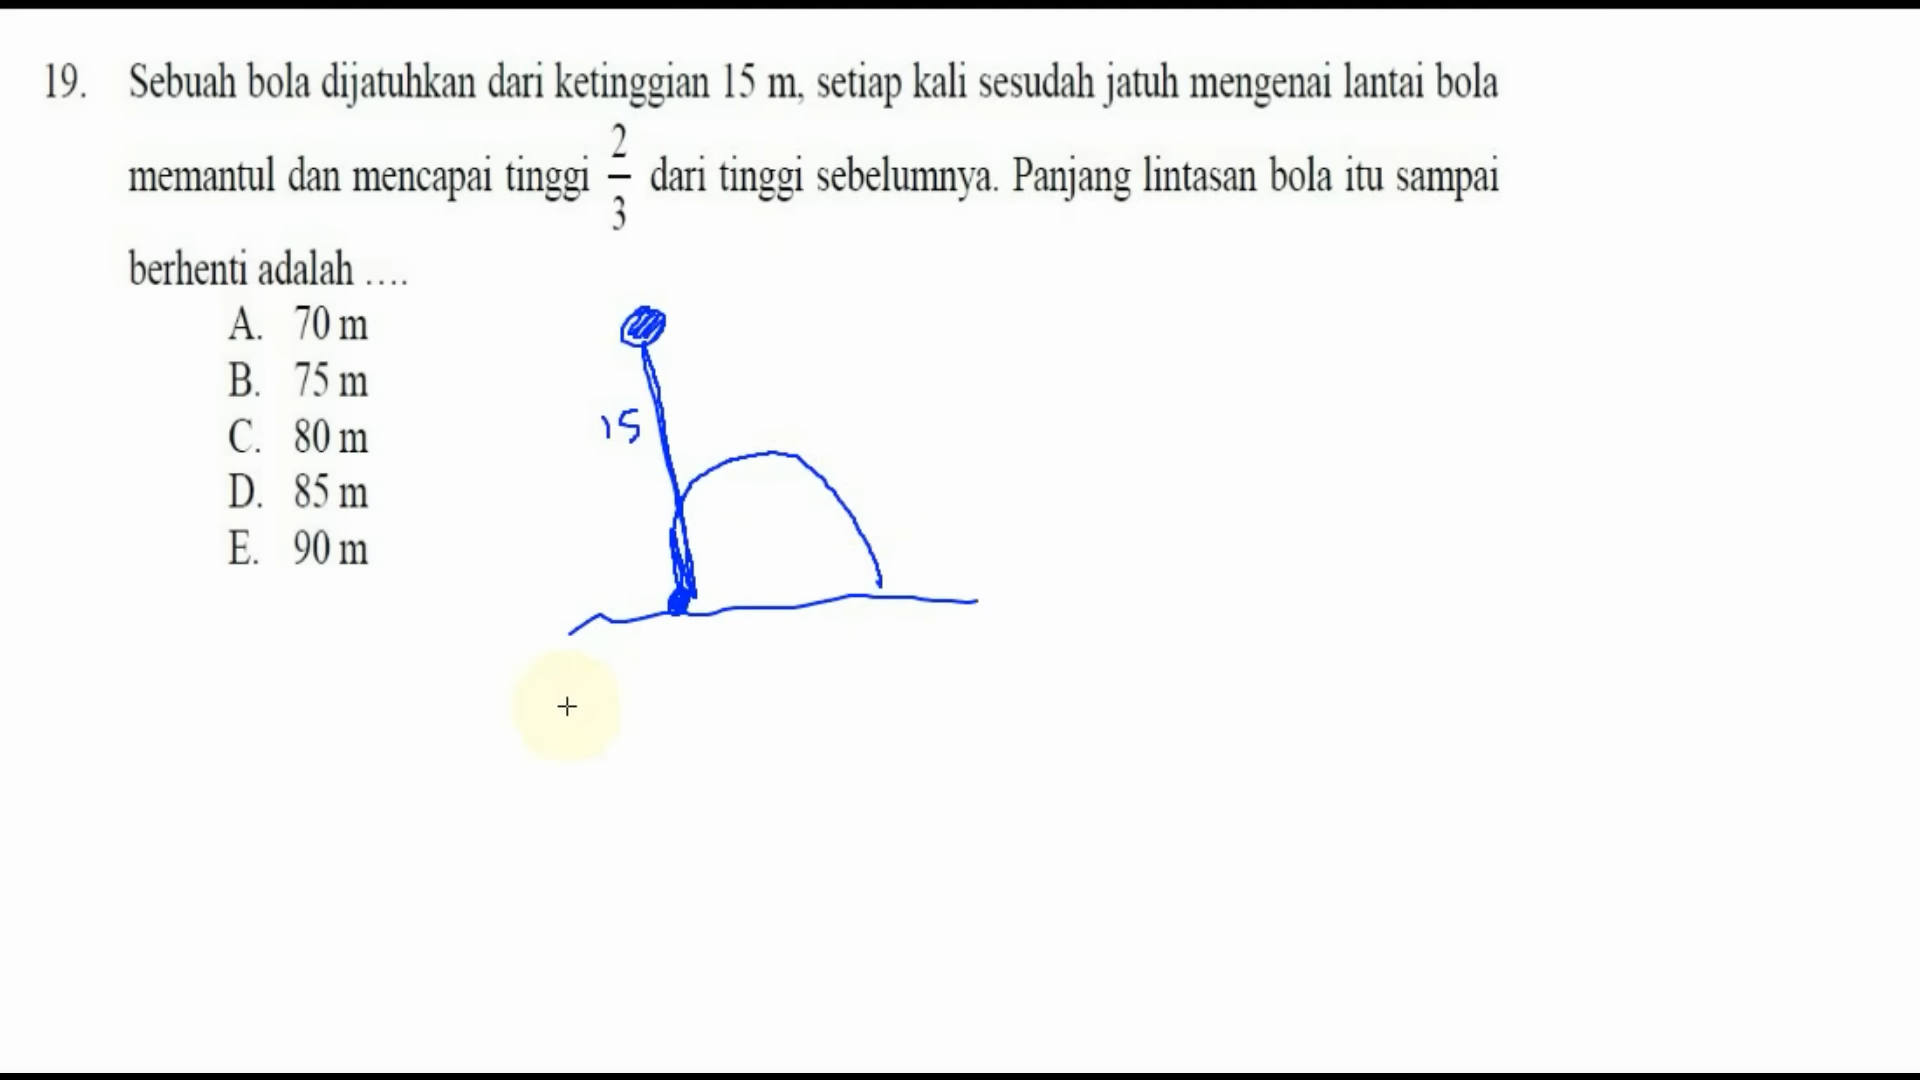 19. Sebuah bola dijatuhkan dari ketinggian 15 m, setiap kali sesudah jatuh mengenai lantai bola
memantul dan mencapai tinggi 2/3 dari tinggi sebelumnya. Panjang lintasan bola itu sampai
berhenti adalah ....
A. 70 m
B. 75 m
C. 80 m
D. 85 m
E. 90 m
15